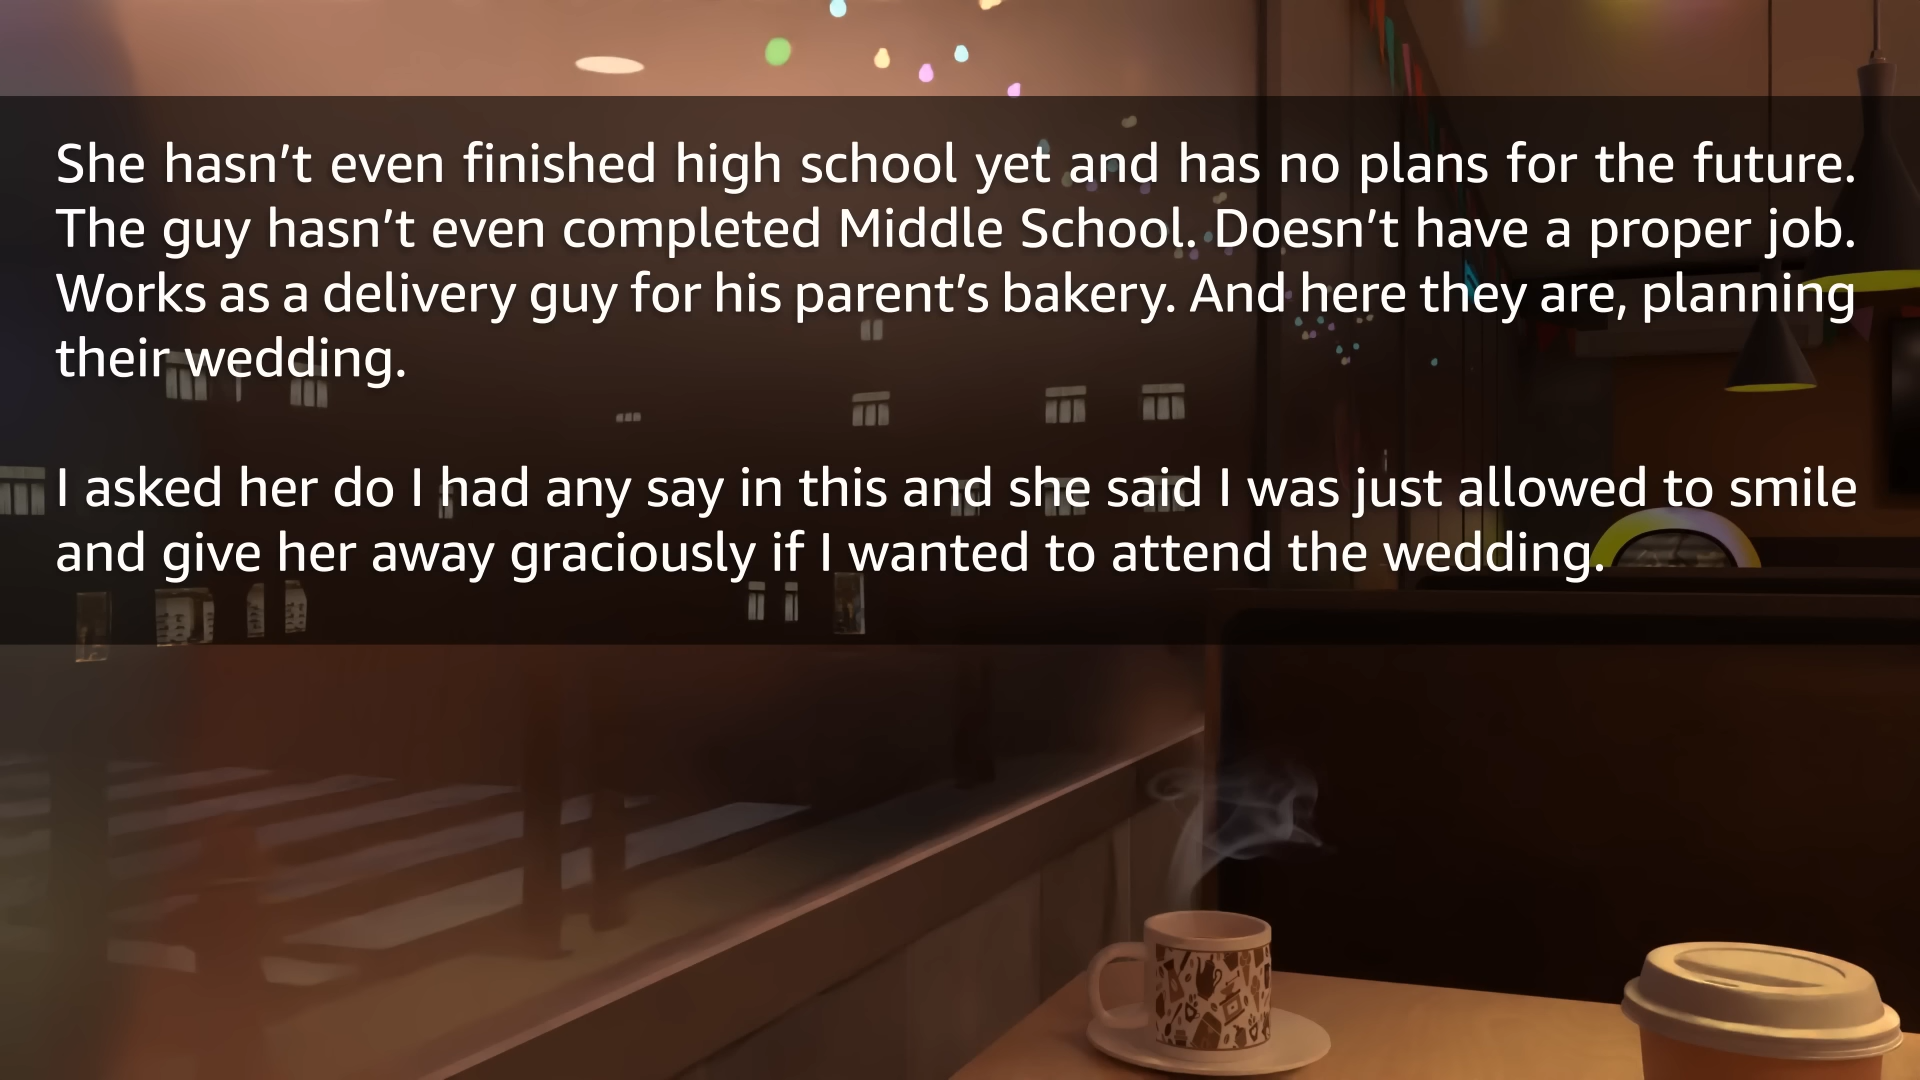 She hasn’t even finished high school yet and has no plans for the future.
The guy hasn’t even completed Middle School. Doesn’t have a proper job.
Works as a delivery guy for his parent’s bakery. And here they are, planning
their wedding.
I asked her do I had any say in this and she said I was just allowed to smile
and give her away graciously if I wanted to attend the wedding.